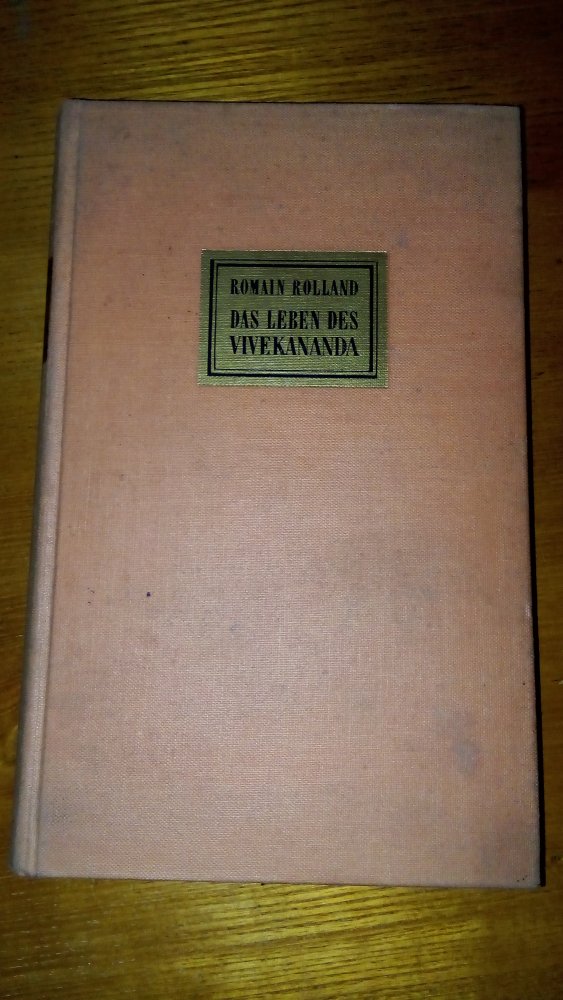 ROMAIN ROLLAND
DAS LEBEN DES
VIVEKANANDA